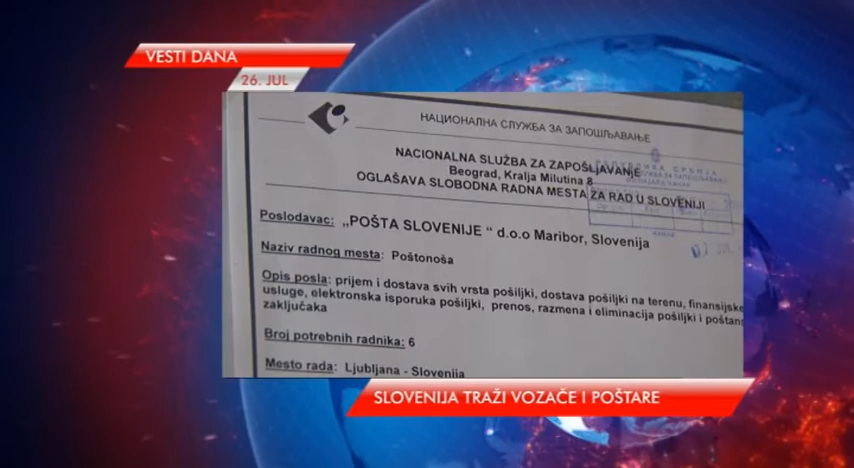 VESTI DANA
26. JUL
НАЦИОНАЛНА СЛУЖБА ЗА ЗАПОШЉАВАЊЕ
NACIONALNA SLUŽBA ZA ZAPOŠLJAVANjE
Beograd, Kralja Milutina 8
OGLAŠAVA SLOBODNA RADNA MESTA ZA RAD U SLOVENIJI
РЕПУБЛИКА СРБИЈА
Poslodavac: „POŠTA SLOVENIJE “ d.o.o Maribor, Slovenija
Naziv radnog mesta: Poštonoša
Opis posla: prijem i dostava svih vrsta pošiljki, dostava pošiljki na terenu, finansijske
usluge, elektronska isporuka pošiljki, prenos, razmena i eliminacija pošiljki i poštans
zaključaka
Broj potrebnih radnika: 6
Mesto rada: Ljubljana - Slovenija
SLOVENIJA TRAŽI VOZAČE I POŠTARE